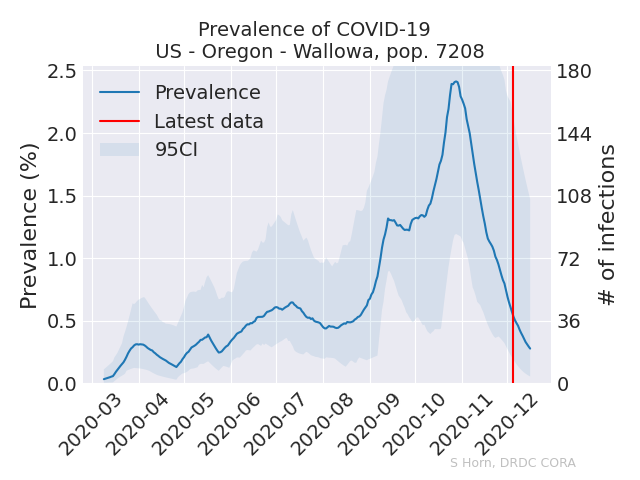 Prevalence of COVID-19
US - Oregon - Wallowa, pop. 7208
Prevalence
Latest data
95CI
Prevalence (%)
2.5
2.0
1.5
1.0
0.5
0.0
180
144
108
72
36
0
# of infections
2020-03
2020-04
2020-05
2020-06
2020-07
2020-08
2020-09
2020-10
2020-11
2020-12
S Horn, DRDC CORA